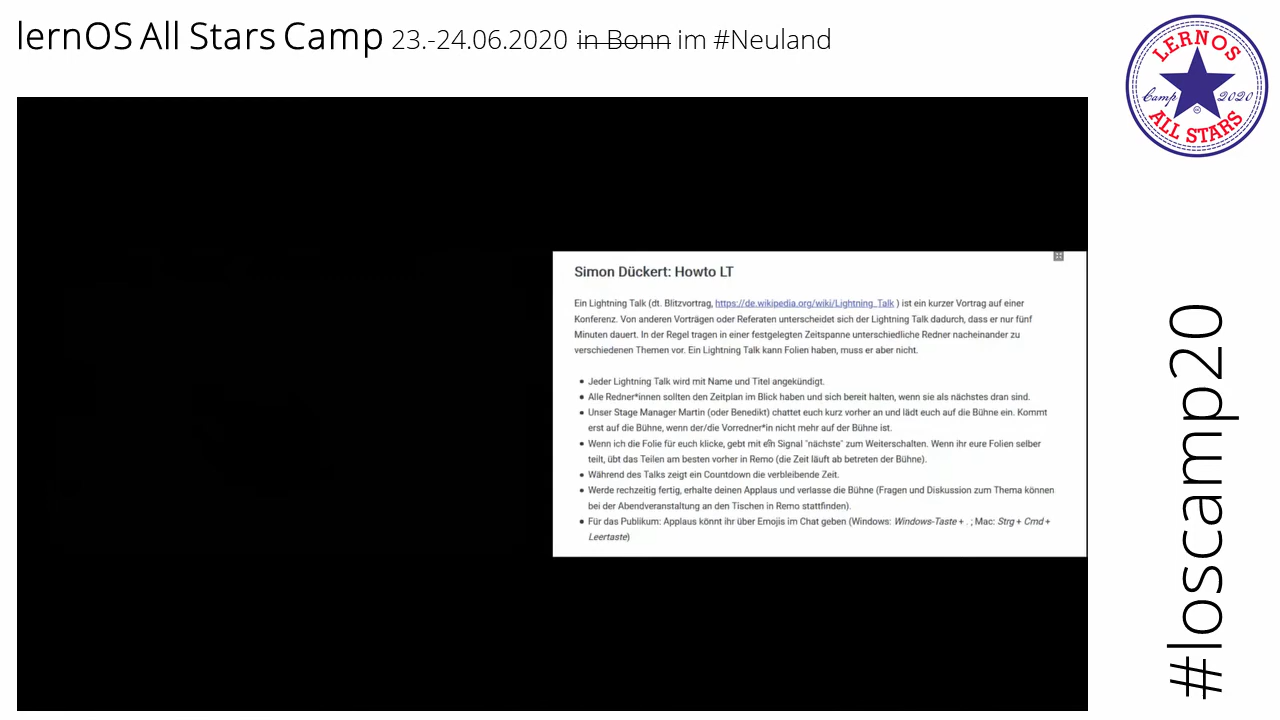 lernOS All Stars Camp 23.-24.06.2020 in Bonn im #Neuland
LERNOS
Camp 2020
ALL STARS
Simon Dückert: Howto LT
Ein Lightning Talk (dt. Blitzvortrag, https://de.wikipedia.org/wiki/Lightning_Talk ) ist ein kurzer Vortrag auf einer
Konferenz. Von anderen Vorträgen oder Referaten unterscheidet sich der Lightning Talk dadurch, dass er nur fünf
Minuten dauert. In der Regel tragen in einer festgelegten Zeitspanne unterschiedliche Redner nacheinander zu
verschiedenen Themen vor. Ein Lightning Talk kann Folien haben, muss er aber nicht.
• Jeder Lightning Talk wird mit Name und Titel angekündigt.
• Alle Redner*innen sollten den Zeitplan im Blick haben und sich bereit halten, wenn sie als nächstes dran sind.
• Unser Stage Manager Martin (oder Benedikt) chattet euch kurz vorher an und lädt euch auf die Bühne ein. Kommt
erst auf die Bühne, wenn der/die Vorredner*in nicht mehr auf der Bühne ist.
• Wenn ich die Folie für euch klicke, gebt mit ein Signal "nächste" zum Weiterschalten. Wenn ihr eure Folien selber
teilt, übt das Teilen am besten vorher in Remo (die Zeit läuft ab betreten der Bühne).
• Während des Talks zeigt ein Countdown die verbleibende Zeit.
• Werde rechzeitig fertig, erhalte deinen Applaus und verlasse die Bühne (Fragen und Diskussion zum Thema können
bei der Abendveranstaltung an den Tischen in Remo stattfinden).
• Für das Publikum: Applaus könnt ihr über Emojis im Chat geben (Windows: Windows-Taste + . ; Mac: Strg + Cmd +
Leertaste)
#loscamp20